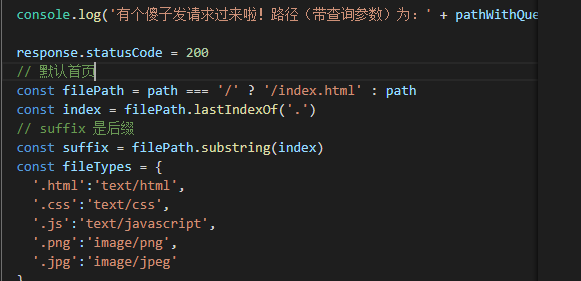 console.log('有个傻子发请求过来啦！路径（带查询参数）为：' + pathWithQue
response.statusCode = 200
// 默认首页
const filePath = path === '/' ? '/index.html' : path
const index = filePath.lastIndexOf('.')
// suffix 是后缀
const suffix = filePath.substring(index)
const fileTypes = {
'.html':'text/html',
'.css':'text/css',
'.js':'text/javascript',
'.png':'image/png',
'.jpg':'image/jpeg'
}